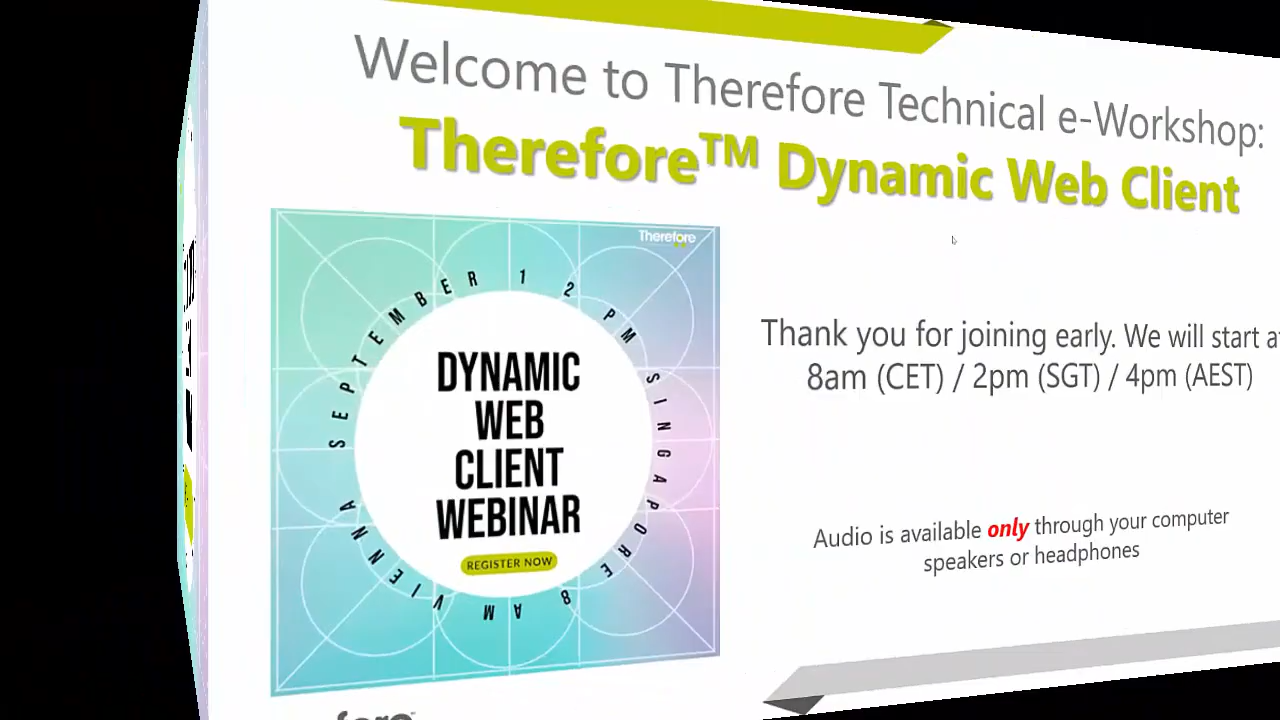 Welcome to Therefore Technical e-Workshop:
Therefore™ Dynamic Web Client
Therefore
SEPTEMBER 1 2 PM SINGAPORE 8 AM VIENNA
DYNAMIC
WEB
CLIENT
WEBINAR
REGISTER NOW
Thank you for joining early. We will start at
8am (CET) / 2pm (SGT) / 4pm (AEST)
Audio is available only through your computer
speakers or headphones